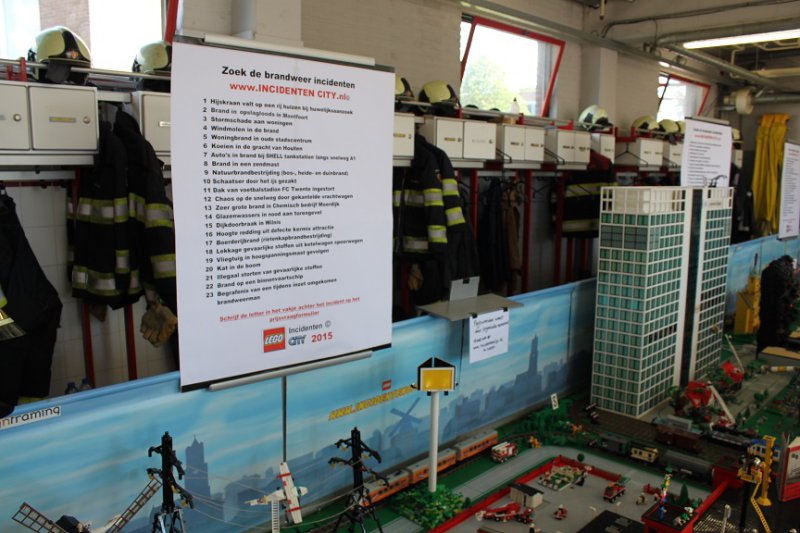 Zoek de brandweer incidenten
www.INCIDENTEN CITY.nl©
1 Hijskraan valt op een rij huizen bij huwelijksaanzoek
2 Brand in opslagloods in Montfoort
3 Stormschade aan woningen
4 Windmolen in de brand
5 Woningbrand in oude stadscentrum
6 Koeien in de gracht van Houten
7 Auto's in brand bij SHELL tankstation langs snelweg A1
8 Brand in een zendmast
9 Natuurbrandbestrijding (bos-, heide- en duinbrand)
10 Schaatser door het ijs gezakt
11 Dak van voetbalstation FC Twente ingestort
12 Chaos op de snelweg door gekantelde vrachtwagen
13 Zeer grote brand in Chemisch bedrijf Moerdijk
14 Glazenwassers in nood aan torengevel
15 Dijkdoorbraak in Wilnis
16 Hoogte redding uit defecte kermis attractie
17 Boerderijbrand (rietenkapbrandbestrijding)
18 Lekkage gevaarlijke stoffen uit ketelwagen spoorwegen
19 Vliegtuig in hoogspanningsmast gevlogen
20 Kat in de boom
21 Illegaal storten van gevaarlijke stoffen
22 Brand op een binnenvaartschip
23 Begrafenis van een tijdens inzet omgekomen
brandweerman
Schrijf de letter in het vakje achter het incident op het
prijsvraagformulier
LEGO Incidenten ©
CITY 2015
inframing
LEGO